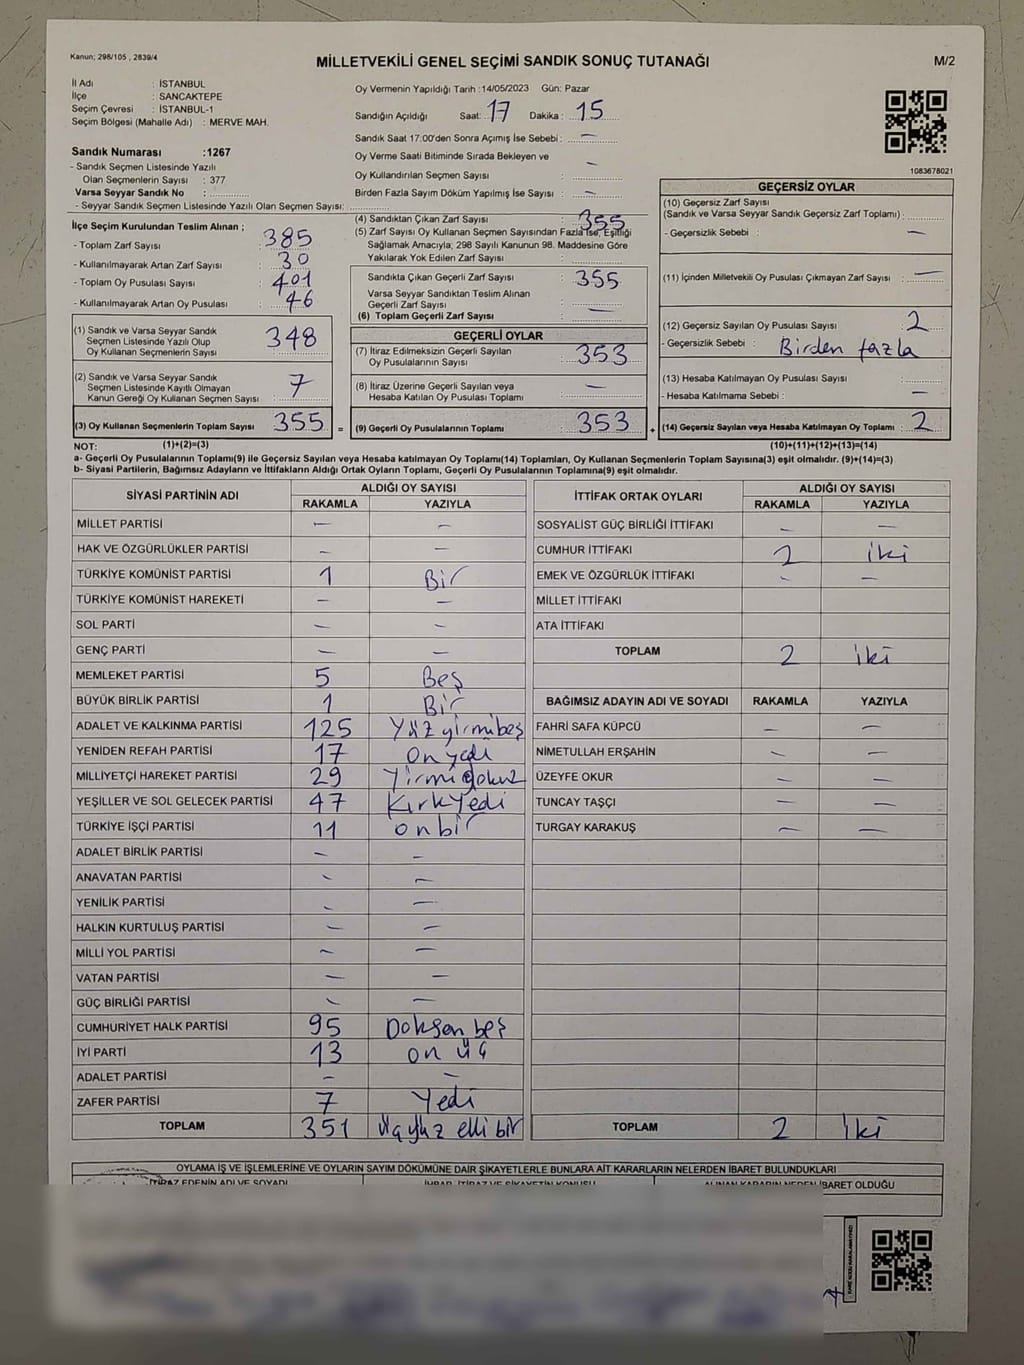 Kanun; 298/105 , 2839/4
MİLLETVEKİLİ GENEL SEÇİMİ SANDIK SONUÇ TUTANAĞI
M/2
İl Adı : İSTANBUL
İlçe : SANCAKTEPE
Seçim Çevresi : İSTANBUL-1
Seçim Bölgesi (Mahalle Adı) : MERVE MAH.
Sandık Numarası :1267
- Sandık Seçmen Listesinde Yazılı
Olan Seçmenlerin Sayısı : 377
Varsa Seyyar Sandık No :
- Seyyar Sandık Seçmen Listesinde Yazılı Olan Seçmen Sayısı:
İlçe Seçim Kurulundan Teslim Alınan ;
- Toplam Zarf Sayısı : 385
- Kullanılmayarak Artan Zarf Sayısı : 30
- Toplam Oy Pusulası Sayısı : 401
- Kullanılmayarak Artan Oy Pusulası : 46
(1) Sandık ve Varsa Seyyar Sandık
Seçmen Listesinde Yazılı Olup
Oy Kullanan Seçmenlerin Sayısı : 348
(2) Sandık ve Varsa Seyyar Sandık
Seçmen Listesinde Kayıtlı Olmayan
Kanun Gereği Oy Kullanan Seçmen Sayısı : 7
(3) Oy Kullanan Seçmenlerin Toplam Sayısı : 355 =
Oy Vermenin Yapıldığı Tarih :14/05/2023 Gün: Pazar
Sandığın Açıldığı Saat: 17 Dakika : 15
Sandık Saat 17:00'den Sonra Açımış İse Sebebi : —
Oy Verme Saati Bitiminde Sırada Bekleyen ve
Oy Kullandırılan Seçmen Sayısı : —
Birden Fazla Sayım Döküm Yapılmış İse Sayısı : —
(4) Sandıktan Çıkan Zarf Sayısı : 355
(5) Zarf Sayısı Oy Kullanan Seçmen Sayısından Fazla ise, Eşitliği
Sağlamak Amacıyla; 298 Sayılı Kanunun 98. Maddesine Göre
Yakılarak Yok Edilen Zarf Sayısı :
Sandıkta Çıkan Geçerli Zarf Sayısı : 355
Varsa Seyyar Sandıktan Teslim Alınan
Geçerli Zarf Sayısı :
(6) Toplam Geçerli Zarf Sayısı : —
GEÇERLİ OYLAR
(7) İtiraz Edilmeksizin Geçerli Sayılan
Oy Pusulalarının Sayısı : 353
(8) İtiraz Üzerine Geçerli Sayılan veya
Hesaba Katılan Oy Pusulası Toplamı : —
(9) Geçerli Oy Pusulalarının Toplamı : 353 +
1083678021
GEÇERSİZ OYLAR
(10) Geçersiz Zarf Sayısı
(Sandık ve Varsa Seyyar Sandık Geçersiz Zarf Toplamı) :
- Geçersizlik Sebebi : —
(11) İçinden Milletvekili Oy Pusulası Çıkmayan Zarf Sayısı : —
(12) Geçersiz Sayılan Oy Pusulası Sayısı : 2
- Geçersizlik Sebebi : Birden fazla
(13) Hesaba Katılmayan Oy Pusulası Sayısı :
- Hesaba Katılmama Sebebi : —
(14) Geçersiz Sayılan veya Hesaba Katılmayan Oy Toplamı : 2
NOT: (1)+(2)=(3) (10)+(11)+(12)+(13)=(14)
a- Geçerli Oy Pusulalarının Toplamı(9) ile Geçersiz Sayılan veya Hesaba katılmayan Oy Toplamı(14) Toplamları, Oy Kullanan Seçmenlerin Toplam Sayısına(3) eşit olmalıdır. (9)+(14)=(3)
b- Siyasi Partilerin, Bağımsız Adayların ve İttifakların Aldığı Ortak Oyların Toplamı, Geçerli Oy Pusulalarının Toplamına(9) eşit olmalıdır.
SİYASİ PARTİNİN ADI ALDIĞI OY SAYISI
RAKAMLA YAZIYLA
MİLLET PARTİSİ — —
HAK VE ÖZGÜRLÜKLER PARTİSİ — —
TÜRKİYE KOMÜNİST PARTİSİ 1 Bir
TÜRKİYE KOMÜNİST HAREKETİ — —
SOL PARTİ — —
GENÇ PARTİ — —
MEMLEKET PARTİSİ 5 Beş
BÜYÜK BİRLİK PARTİSİ 1 Bir
ADALET VE KALKINMA PARTİSİ 125 Yüz yirmibeş
YENİDEN REFAH PARTİSİ 17 On yedi
MİLLİYETÇİ HAREKET PARTİSİ 29 Yirmi dokuz
YEŞİLLER VE SOL GELECEK PARTİSİ 47 Kırk Yedi
TÜRKİYE İŞÇİ PARTİSİ 11 on bir
ADALET BİRLİK PARTİSİ — —
ANAVATAN PARTİSİ — —
YENİLİK PARTİSİ — —
HALKIN KURTULUŞ PARTİSİ — —
MİLLİ YOL PARTİSİ — —
VATAN PARTİSİ — —
GÜÇ BİRLİĞİ PARTİSİ — —
CUMHURİYET HALK PARTİSİ 95 Doksan beş
İYİ PARTİ 13 on üç
ADALET PARTİSİ — —
ZAFER PARTİSİ 7 Yedi
TOPLAM 351 üçyüz elli bir
İTTİFAK ORTAK OYLARI ALDIĞI OY SAYISI
RAKAMLA YAZIYLA
SOSYALİST GÜÇ BİRLİĞİ İTTİFAKI — —
CUMHUR İTTİFAKI 2 iki
EMEK VE ÖZGÜRLÜK İTTİFAKI — —
MİLLET İTTİFAKI
ATA İTTİFAKI
TOPLAM 2 iki
BAĞIMSIZ ADAYIN ADI VE SOYADI RAKAMLA YAZIYLA
FAHRİ SAFA KÜPCÜ — —
NİMETULLAH ERŞAHİN — —
ÜZEYFE OKUR — —
TUNCAY TAŞÇI — —
TURGAY KARAKUŞ — —
TOPLAM 2 iki
OYLAMA İŞ VE İŞLEMLERİNE VE OYLARIN SAYIM DÖKÜMÜNE DAİR ŞİKAYETLERLE BUNLARA AİT KARARLARIN NELERDEN İBARET BULUNDUKLARI
İTİRAZ EDENİN ADI VE SOYADI İHBAR, İTİRAZ VE ŞİKAYETİN KONUSU ALINAN KARARIN NEDEN İBARET OLDUĞU